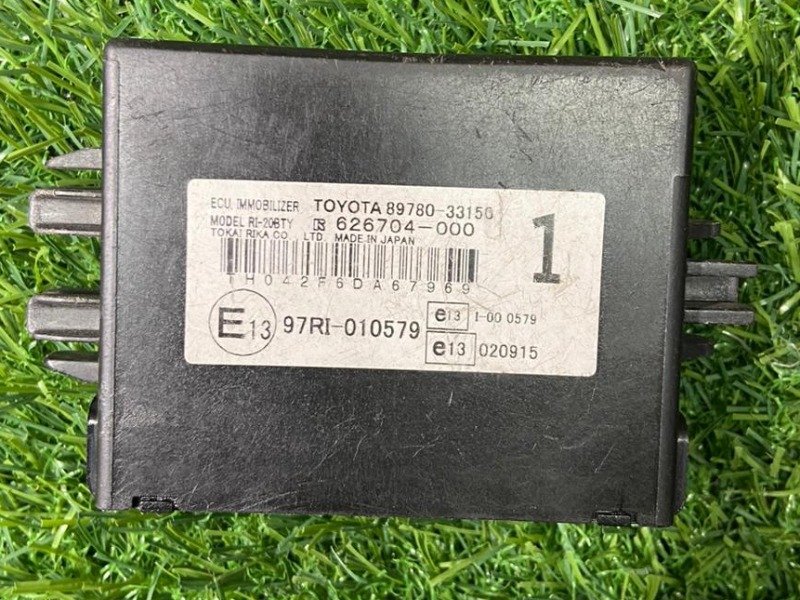 ECU, IMMOBILIZER TOYOTA 89780-33150
MODEL RI-20BTY 626704-000
TOKAI RIKA CO., LTD. MADE IN JAPAN
1
1H042F6DA67969
E13 97RI-010579
e13 1-00 0579
e13 020915